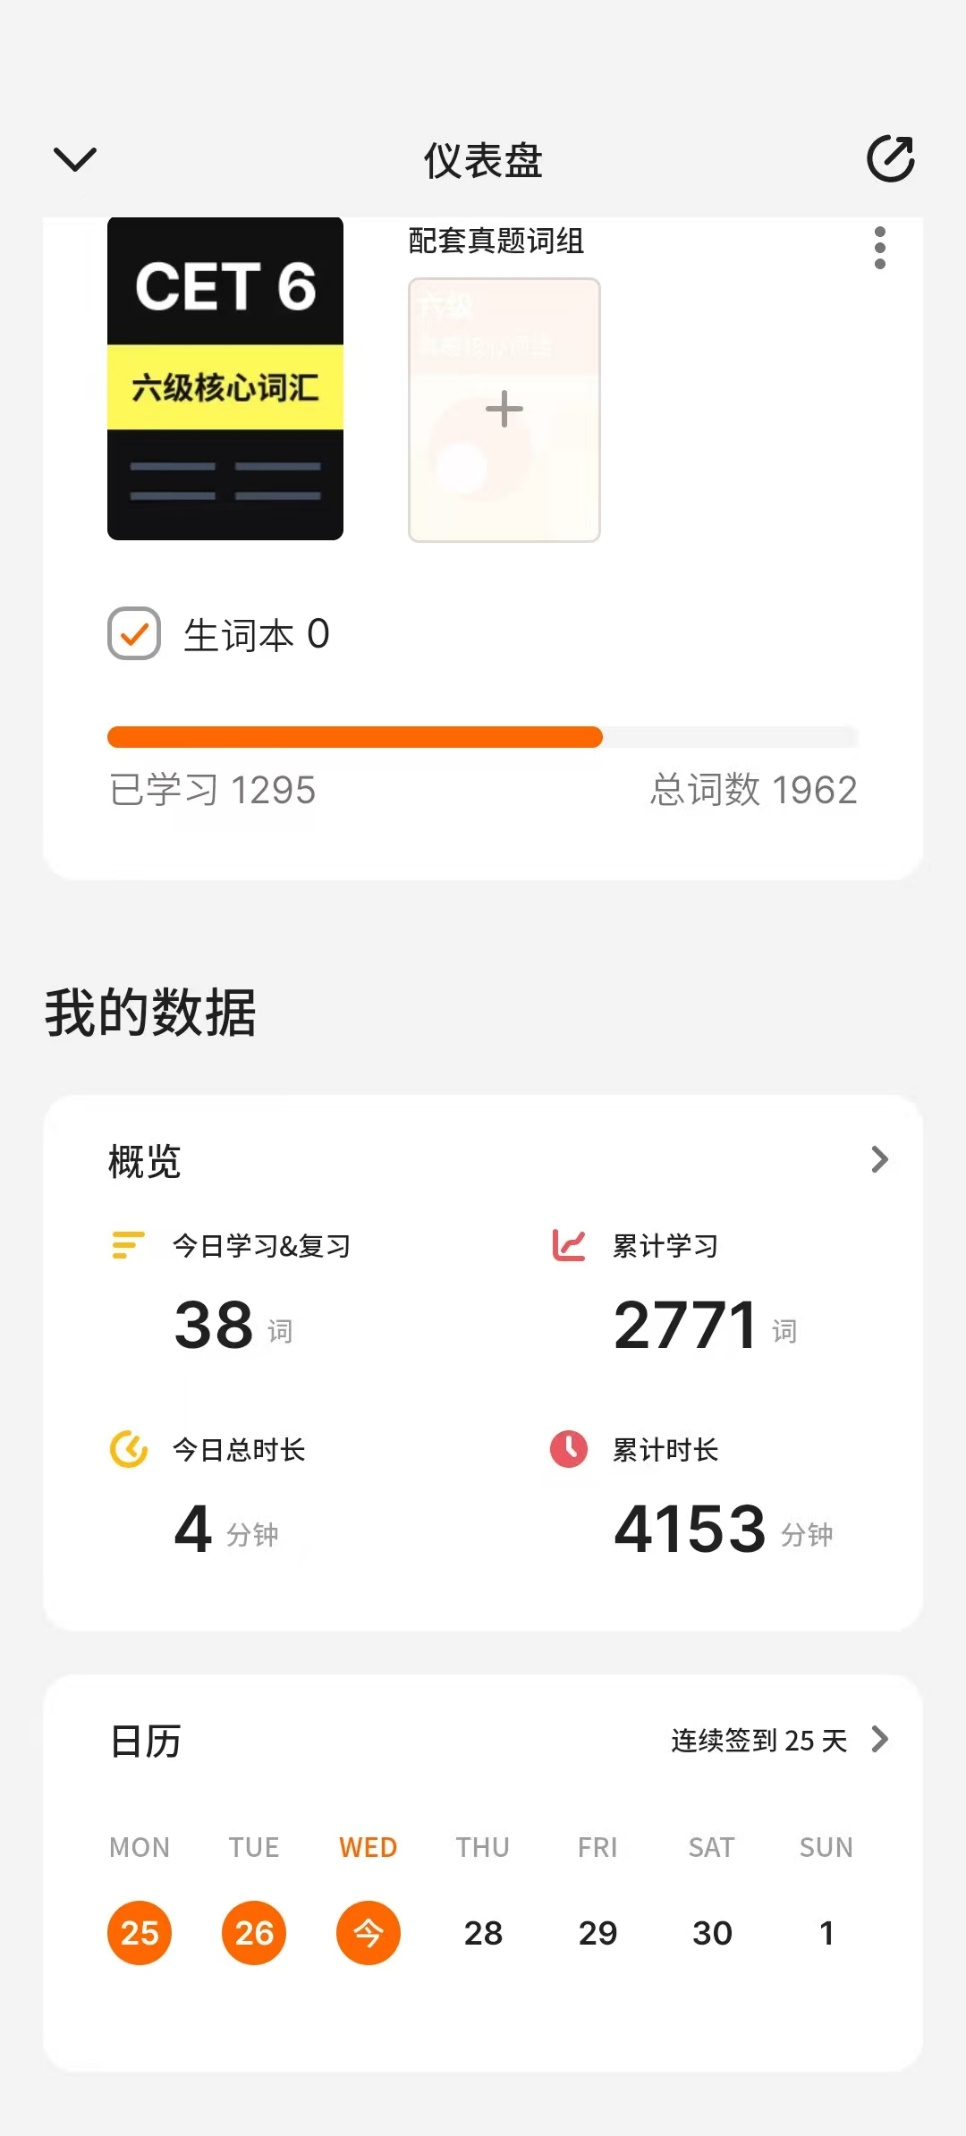 仪表盘
CET 6
六级核心词汇
配套真题词组
六级
生词本 0
已学习 1295
总词数 1962
我的数据
概览
今日学习&复习
累计学习
38 词
2771 词
今日总时长
累计时长
4 分钟
4153 分钟
日历
连续签到 25 天
MON TUE WED THU FRI SAT SUN
25 26 今 28 29 30 1